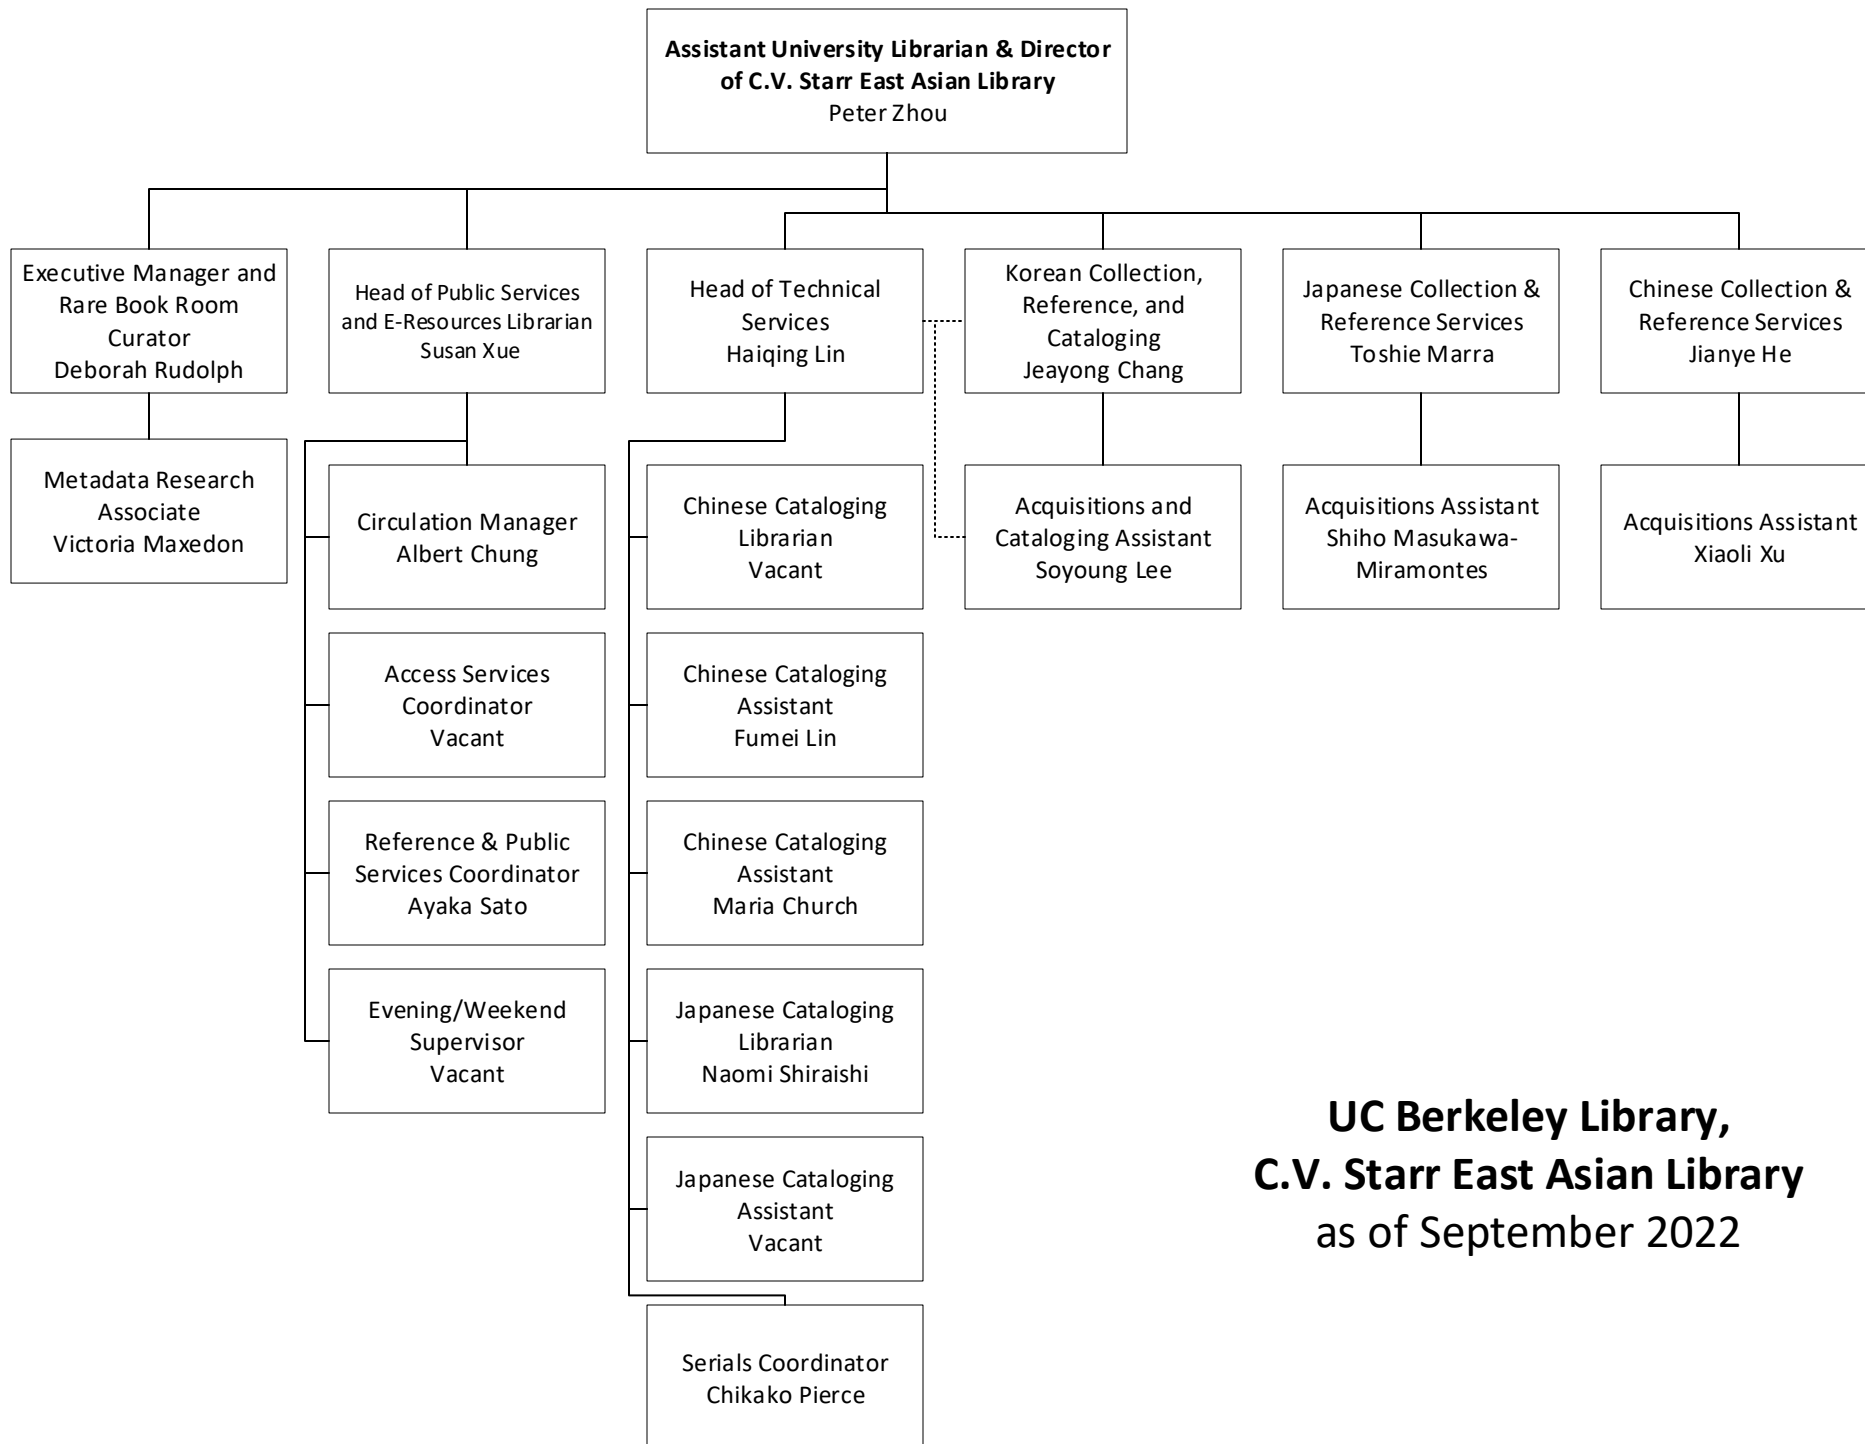 Assistant University Librarian & Director
of C.V. Starr East Asian Library
Peter Zhou
Executive Manager and
Rare Book Room
Curator
Deborah Rudolph
Head of Public Services
and E-Resources Librarian
Susan Xue
Head of Technical
Services
Haiqing Lin
Korean Collection,
Reference, and
Cataloging
Jeayong Chang
Japanese Collection &
Reference Services
Toshie Marra
Chinese Collection &
Reference Services
Jianye He
Metadata Research
Associate
Victoria Maxedon
Circulation Manager
Albert Chung
Access Services
Coordinator
Vacant
Reference & Public
Services Coordinator
Ayaka Sato
Evening/Weekend
Supervisor
Vacant
Chinese Cataloging
Librarian
Vacant
Chinese Cataloging
Assistant
Fumei Lin
Chinese Cataloging
Assistant
Maria Church
Japanese Cataloging
Librarian
Naomi Shiraishi
Japanese Cataloging
Assistant
Vacant
Serials Coordinator
Chikako Pierce
Acquisitions and
Cataloging Assistant
Soyoung Lee
Acquisitions Assistant
Shiho Masukawa-
Miramontes
Acquisitions Assistant
Xiaoli Xu
UC Berkeley Library,
C.V. Starr East Asian Library
as of September 2022